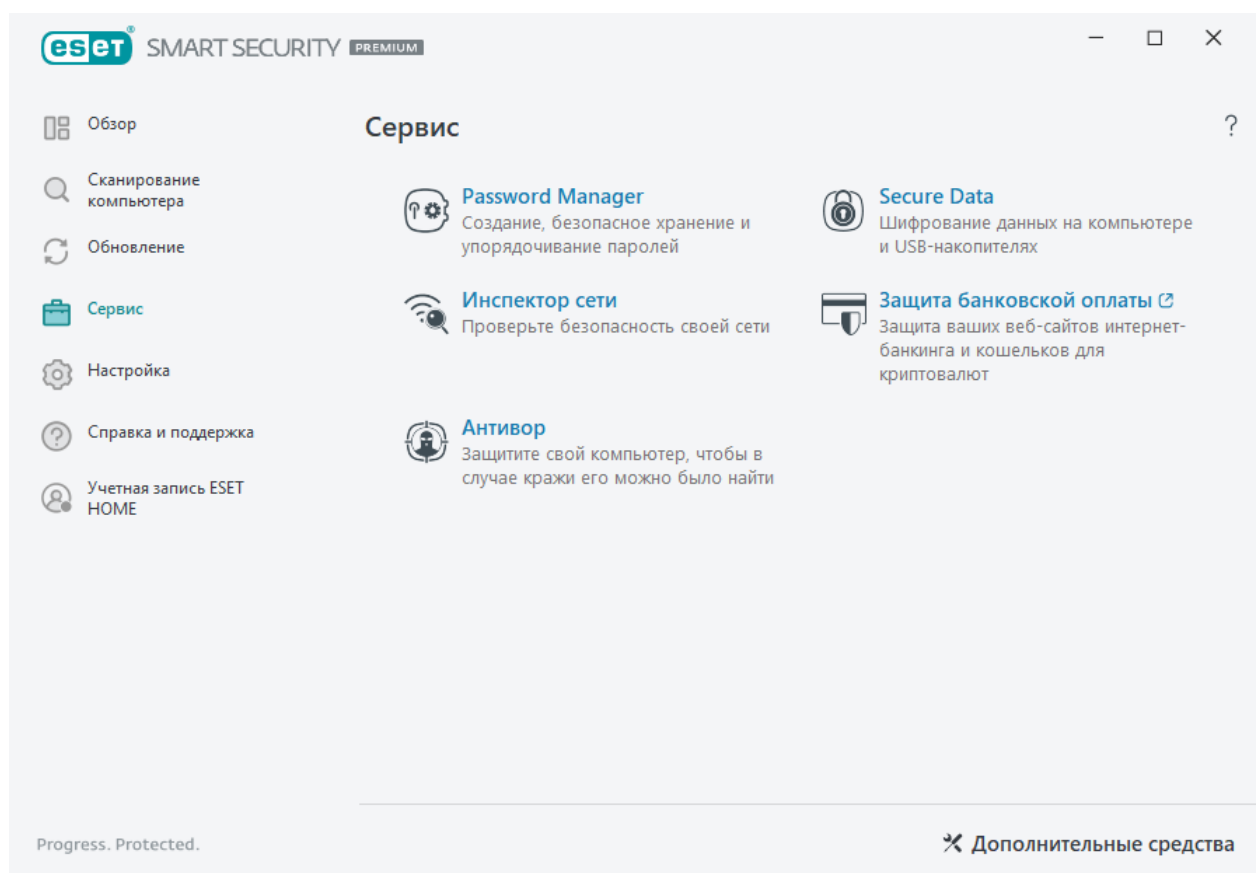 eset® SMART SECURITY PREMIUM
Обзор
Сканирование
компьютера
Обновление
Сервис
Настройка
Справка и поддержка
Учетная запись ESET
HOME
Сервис
?
Password Manager
Создание, безопасное хранение и
упорядочивание паролей
Secure Data
Шифрование данных на компьютере
и USB-накопителях
Инспектор сети
Проверьте безопасность своей сети
Защита банковской оплаты
Защита ваших веб-сайтов интернет-
банкинга и кошельков для
криптовалют
Антивор
Защитите свой компьютер, чтобы в
случае кражи его можно было найти
Progress. Protected.
Дополнительные средства